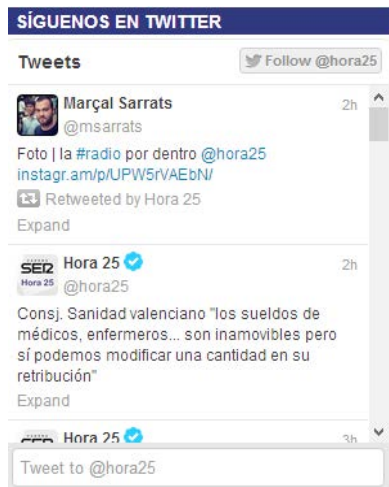 SÍGUENOS EN TWITTER
Tweets
Follow @hora25
Marçal Sarrats
2h
@msarrats
Foto | la #radio por dentro @hora25
instagr.am/p/UPW5rVAEbN/
Retweeted by Hora 25
Expand
SER
Hora 25
Hora 25
2h
@hora25
Consj. Sanidad valenciano "los sueldos de
médicos, enfermeros... son inamovibles pero
sí podemos modificar una cantidad en su
retribución"
Expand
Hora 25
3h
Tweet to @hora25